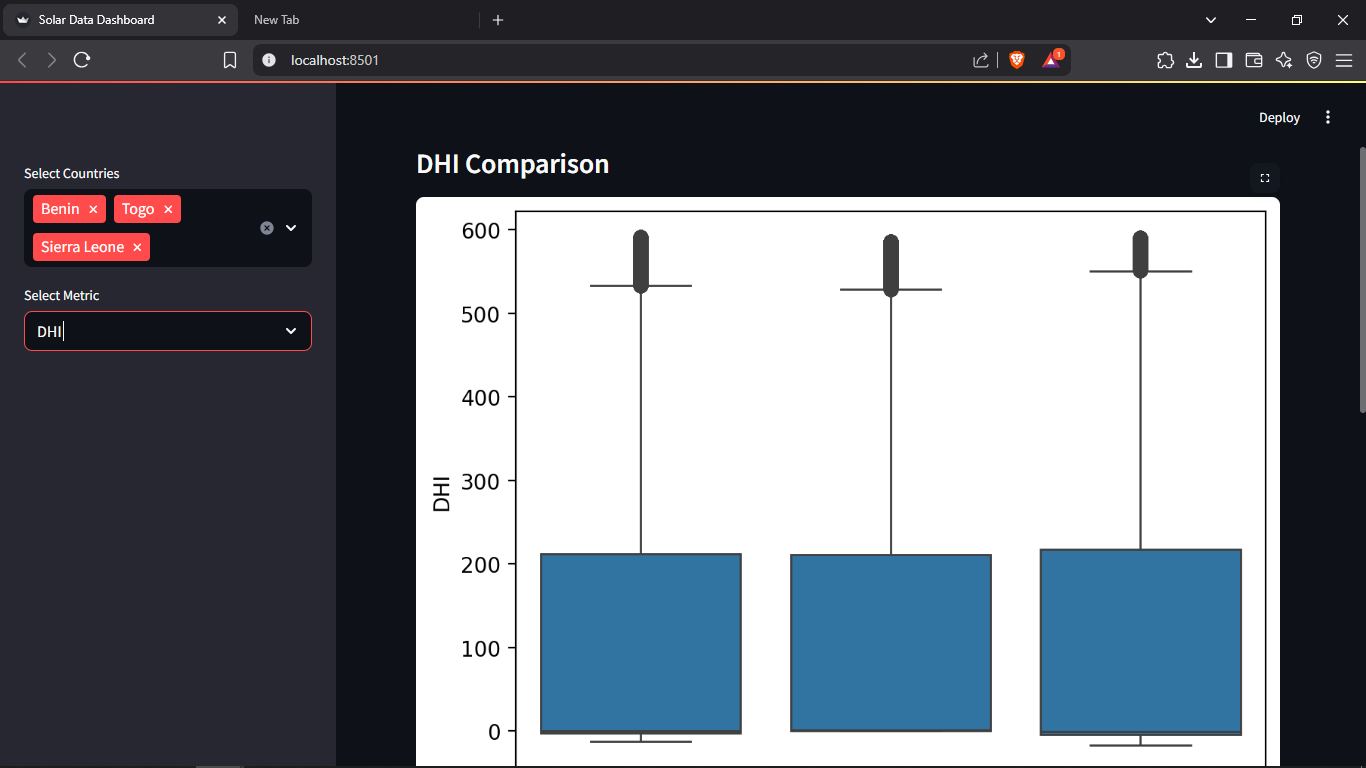 Solar Data Dashboard
New Tab
localhost:8501
1
Deploy
Select Countries
Benin
Togo
Sierra Leone
Select Metric
DHI
DHI Comparison
600
500
400
300
200
100
0
DHI